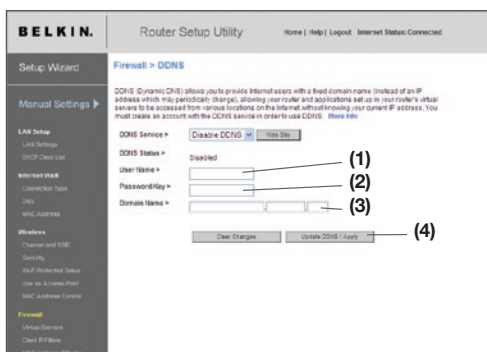 BELKIN.
Router Setup Utility
Home | Help | Logout Internet Status: Connected
Setup Wizard
Manual Settings
LAN Setup
LAN Settings
DHCP Client List
Internet WAN
Connection Type
DNS
MAC Address
Wireless
Channel and SSID
Security
Wi-Fi Protected Setup
Use as Access Point
MAC Address Control
Firewall
Virtual Servers
Client IP Filters
Firewall > DDNS
DDNS (Dynamic DNS) allows you to provide Internet users with a fixed domain name (instead of an IP
address which may periodically change), allowing your router and applications set up in your router's virtual
servers to be accessed from various locations on the Internet without knowing your current IP address. You
must create an account with the DDNS service in order to use DDNS. More Info
DDNS Service > Disable DDNS Web Site
DDNS Status > Disabled
User Name > (1)
Password/Key > (2)
Domain Name > . . (3)
Clear Changes Update DDNS / Apply (4)